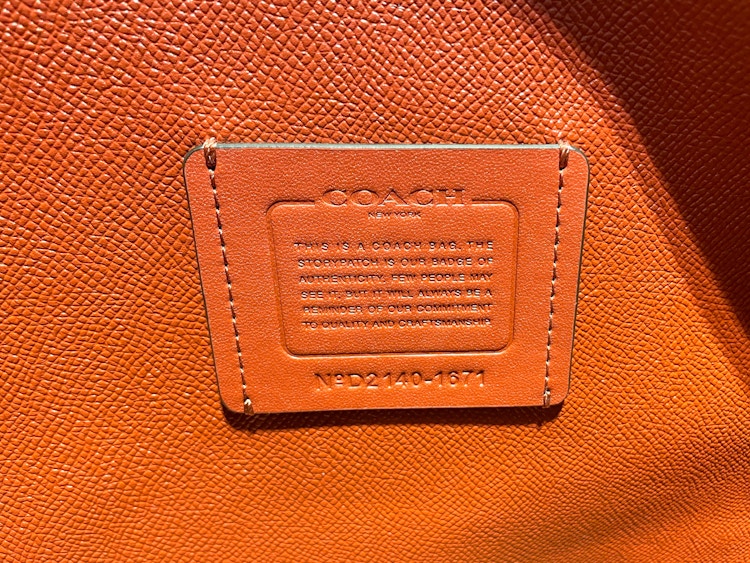 COACH
NEW YORK
THIS IS A COACH BAG. THE
STORYPATCH IS OUR BADGE OF
AUTHENTICITY. FEW PEOPLE MAY
SEE IT, BUT IT WILL ALWAYS BE A
REMINDER OF OUR COMMITMENT
TO QUALITY AND CRAFTSMANSHIP
NºD2140-1671